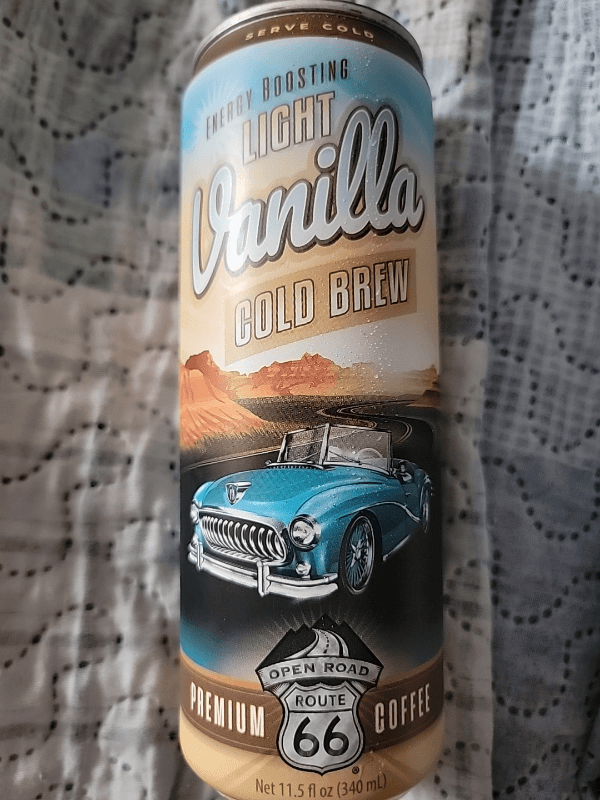 SERVE COLD
ENERGY BOOSTING
LIGHT
Vanilla
COLD BREW
OPEN ROAD
PREMIUM ROUTE 66 COFFEE
®
Net 11.5 fl oz (340 mL)